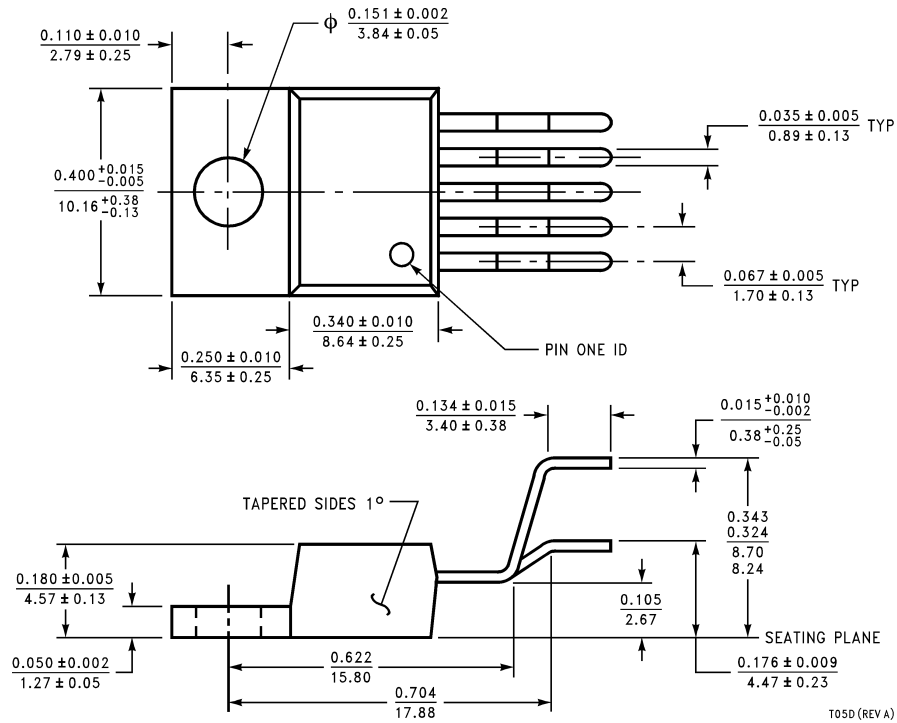 ϕ 0.151 ± 0.002
3.84 ± 0.05
0.110 ± 0.010
2.79 ± 0.25
0.035 ± 0.005
0.89 ± 0.13
TYP
0.400 +0.015 -0.005
10.16 +0.38 -0.13
0.067 ± 0.005
1.70 ± 0.13
TYP
0.340 ± 0.010
8.64 ± 0.25
PIN ONE ID
0.250 ± 0.010
6.35 ± 0.25
0.134 ± 0.015
3.40 ± 0.38
0.015 +0.010 -0.002
0.38 +0.25 -0.05
TAPERED SIDES 1°
0.343
0.324
8.70
8.24
0.180 ± 0.005
4.57 ± 0.13
0.105
2.67
SEATING PLANE
0.050 ± 0.002
1.27 ± 0.05
0.622
15.80
0.176 ± 0.009
4.47 ± 0.23
0.704
17.88
T05D (REV A)